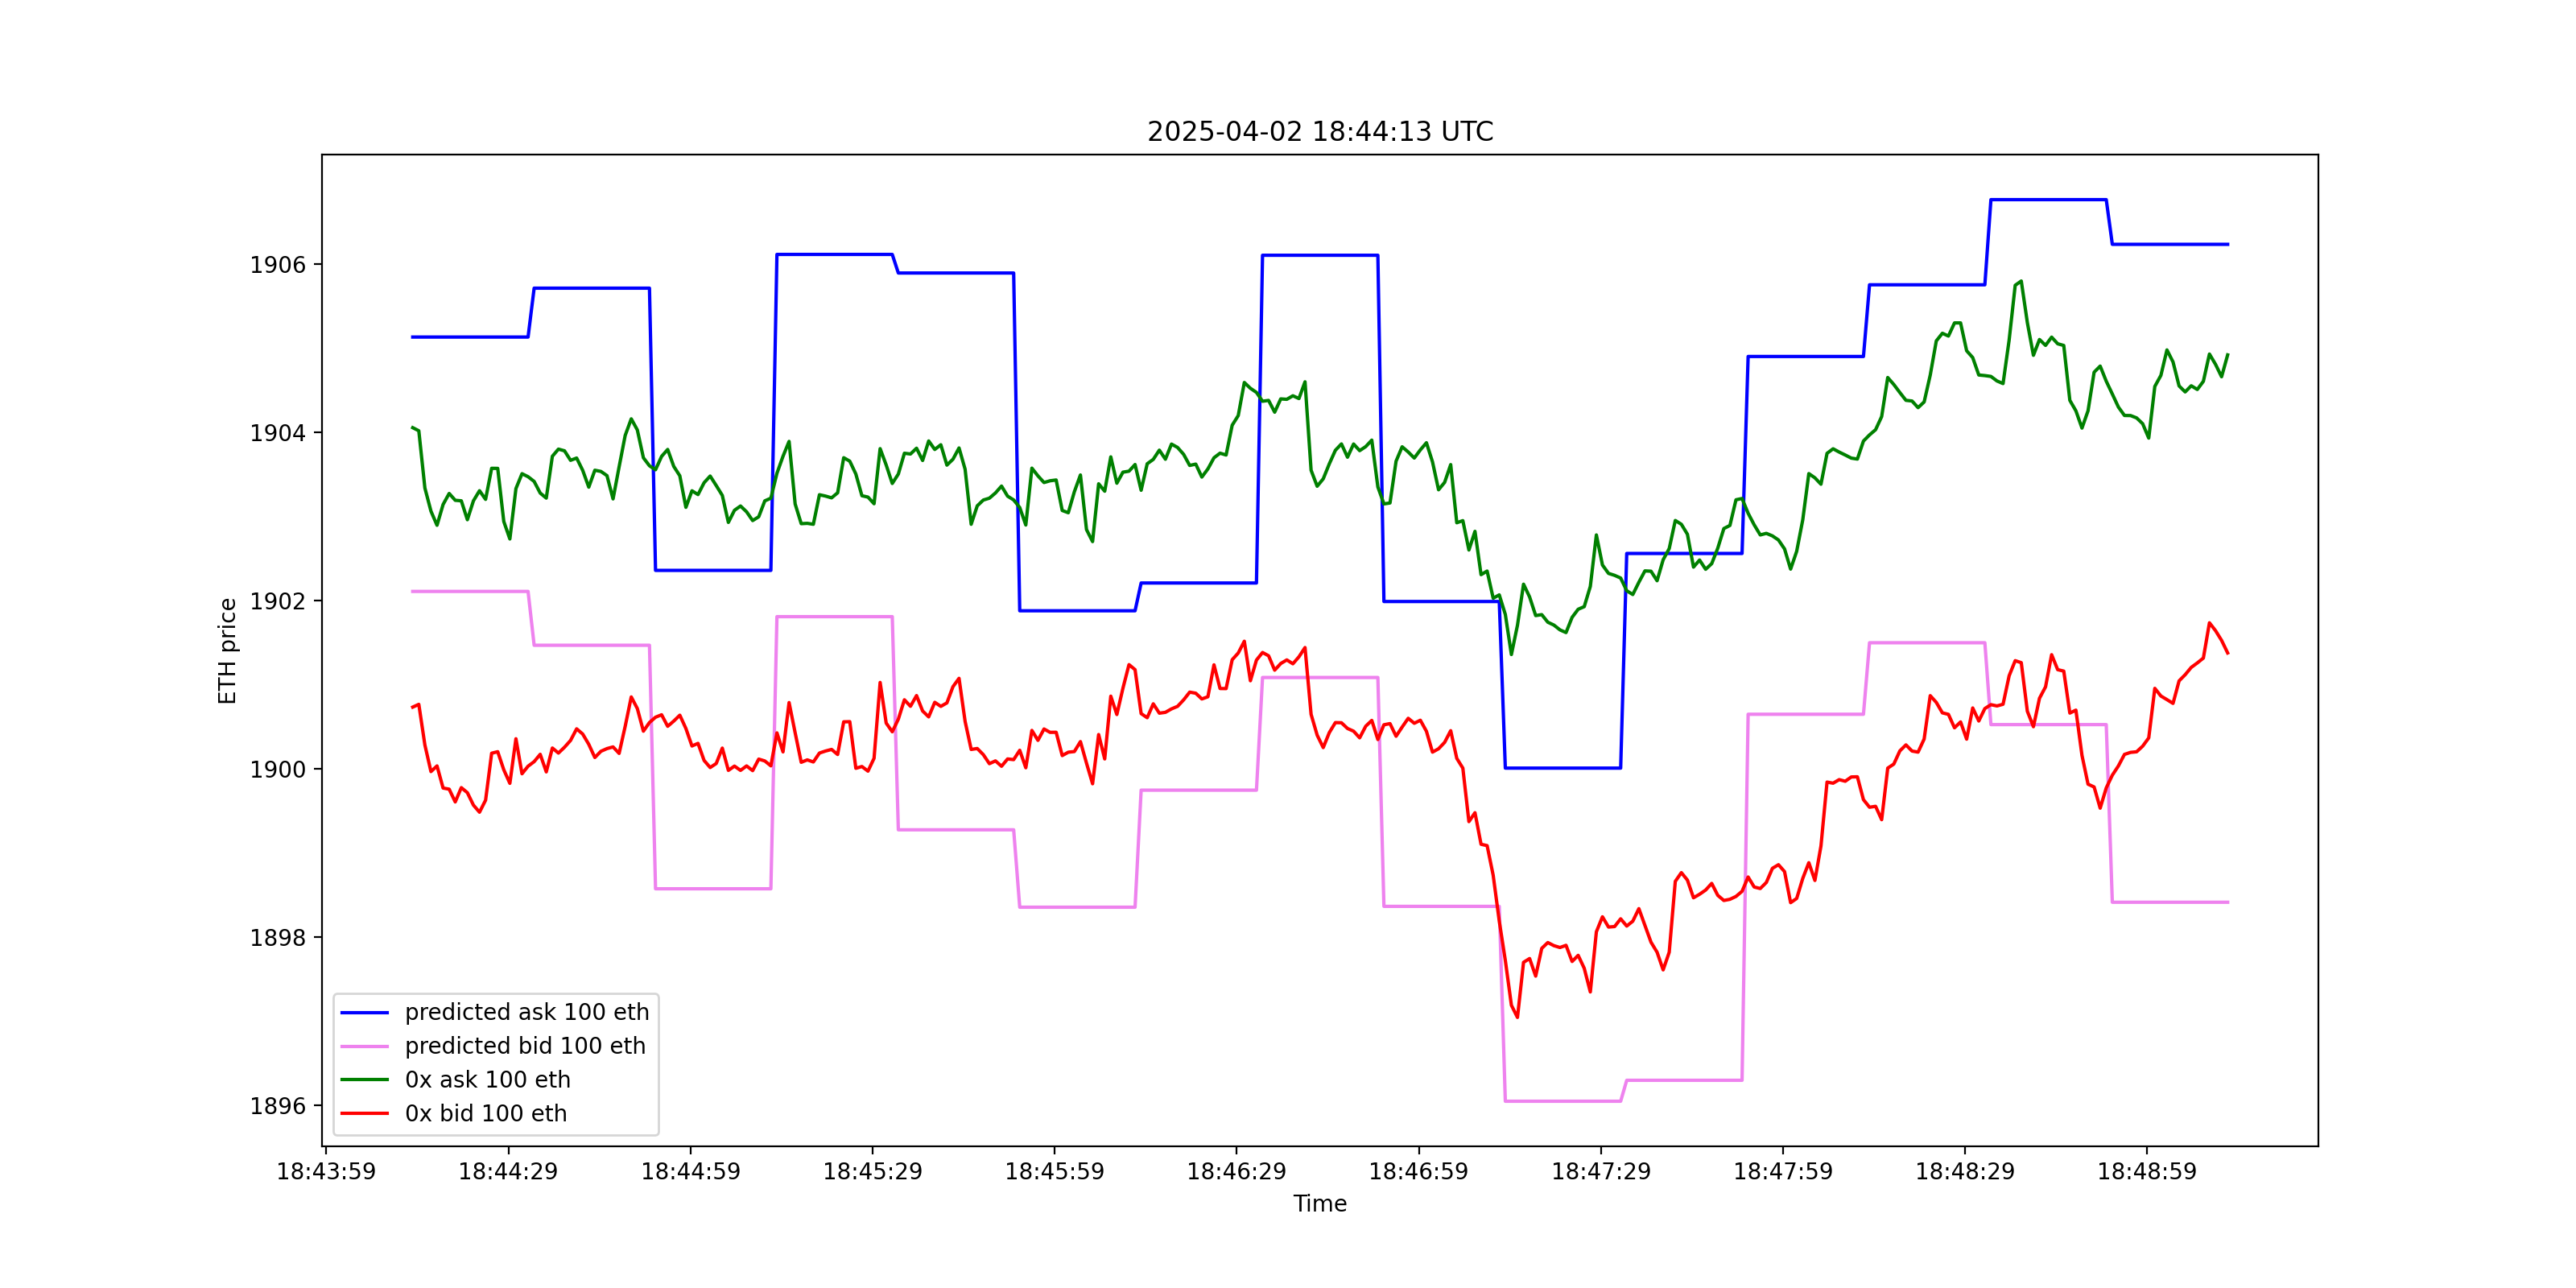 2025-04-02 18:44:13 UTC
ETH price
1906
1904
1902
1900
1898
1896
predicted ask 100 eth
predicted bid 100 eth
0x ask 100 eth
0x bid 100 eth
18:43:59 18:44:29 18:44:59 18:45:29 18:45:59 18:46:29 18:46:59 18:47:29 18:47:59 18:48:29 18:48:59
Time